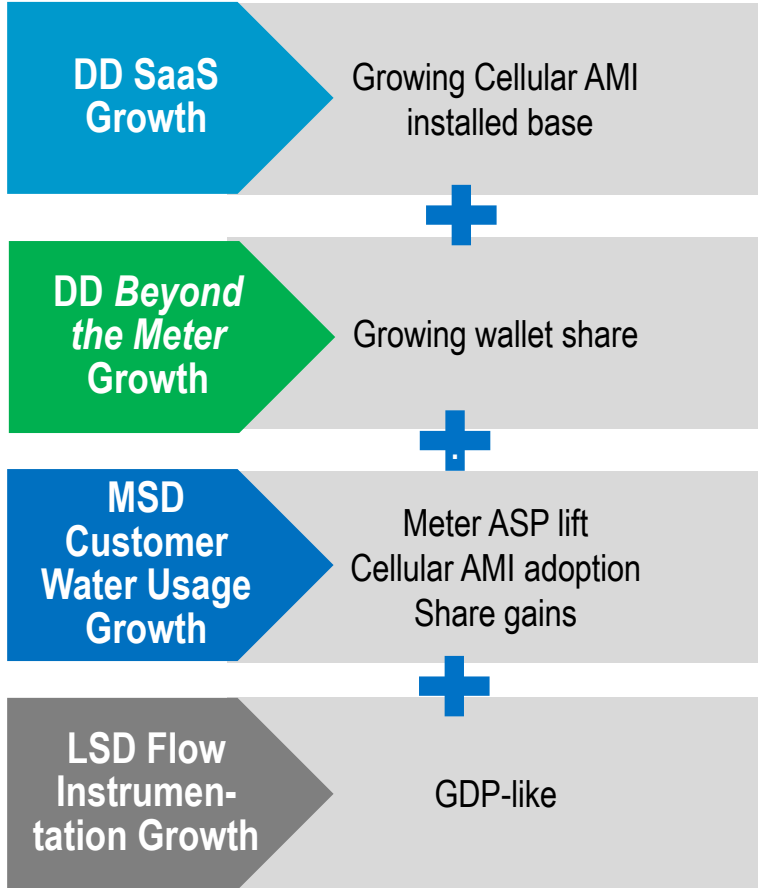 DD SaaS
Growth
Growing Cellular AMI
installed base
DD Beyond
the Meter
Growth
Growing wallet share
MSD
Customer
Water Usage
Growth
Meter ASP lift
Cellular AMI adoption
Share gains
LSD Flow
Instrumen-
tation Growth
GDP-like